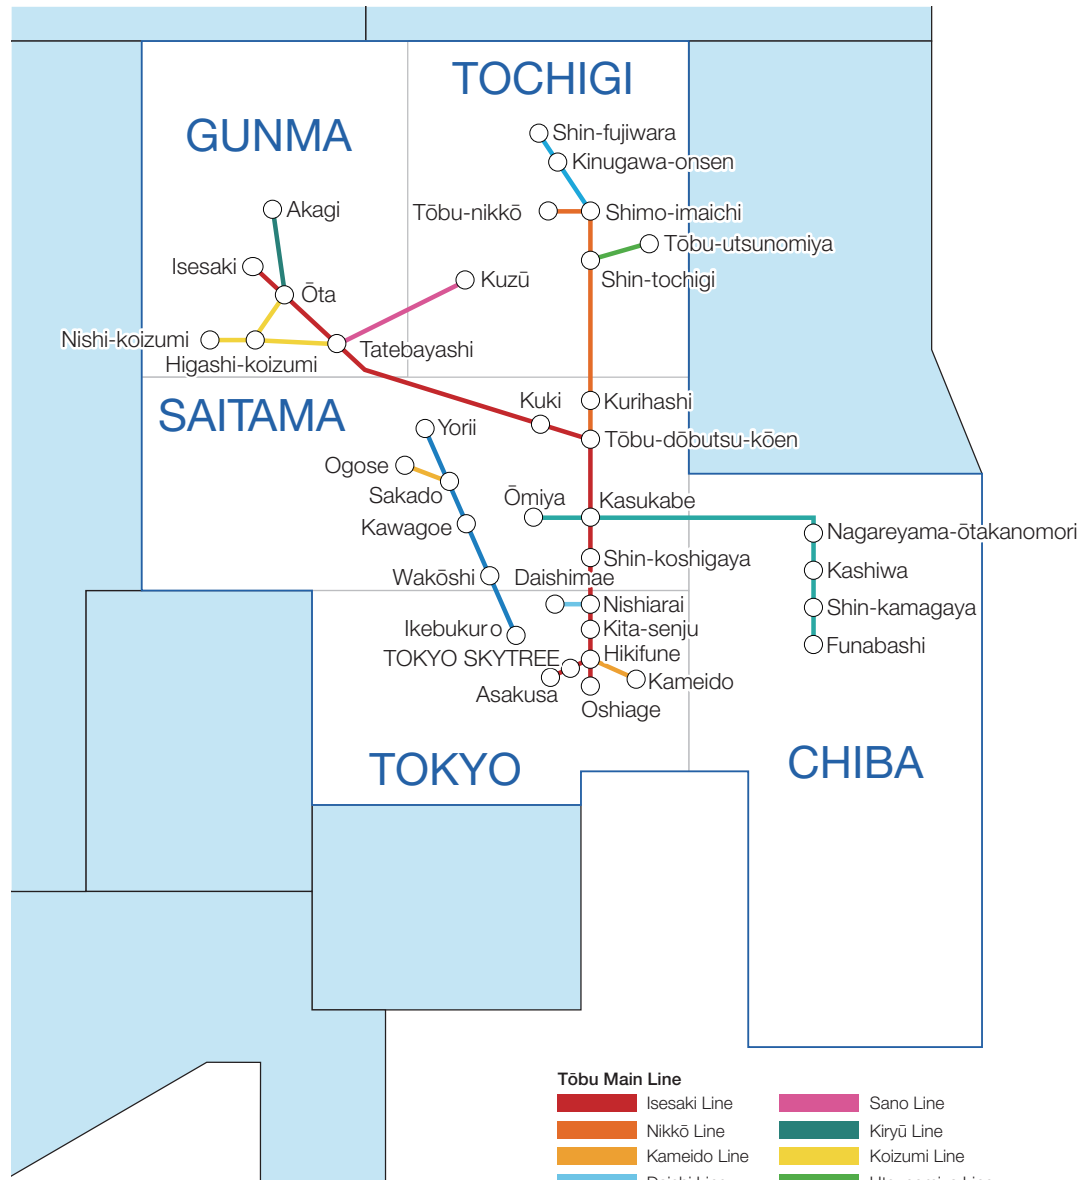 TOCHIGI
GUNMA
Shin-fujiwara
Kinugawa-onsen
Akagi
Tōbu-nikkō
Shimo-imaichi
Tōbu-utsunomiya
Isesaki
Shin-tochigi
Ōta
Kuzū
Nishi-koizumi
Higashi-koizumi
Tatebayashi
SAITAMA
Kuki
Kurihashi
Yorii
Tōbu-dōbutsu-kōen
Ogose
Sakado
Ōmiya
Kasukabe
Kawagoe
Nagareyama-ōtakanomori
Shin-koshigaya
Wakōshi
Daishimae
Kashiwa
Nishiarai
Shin-kamagaya
Ikebukuro
Kita-senju
Funabashi
TOKYO SKYTREE
Hikifune
Asakusa
Kameido
Oshiage
TOKYO
CHIBA
Tōbu Main Line
Isesaki Line
Sano Line
Nikkō Line
Kiryū Line
Kameido Line
Koizumi Line